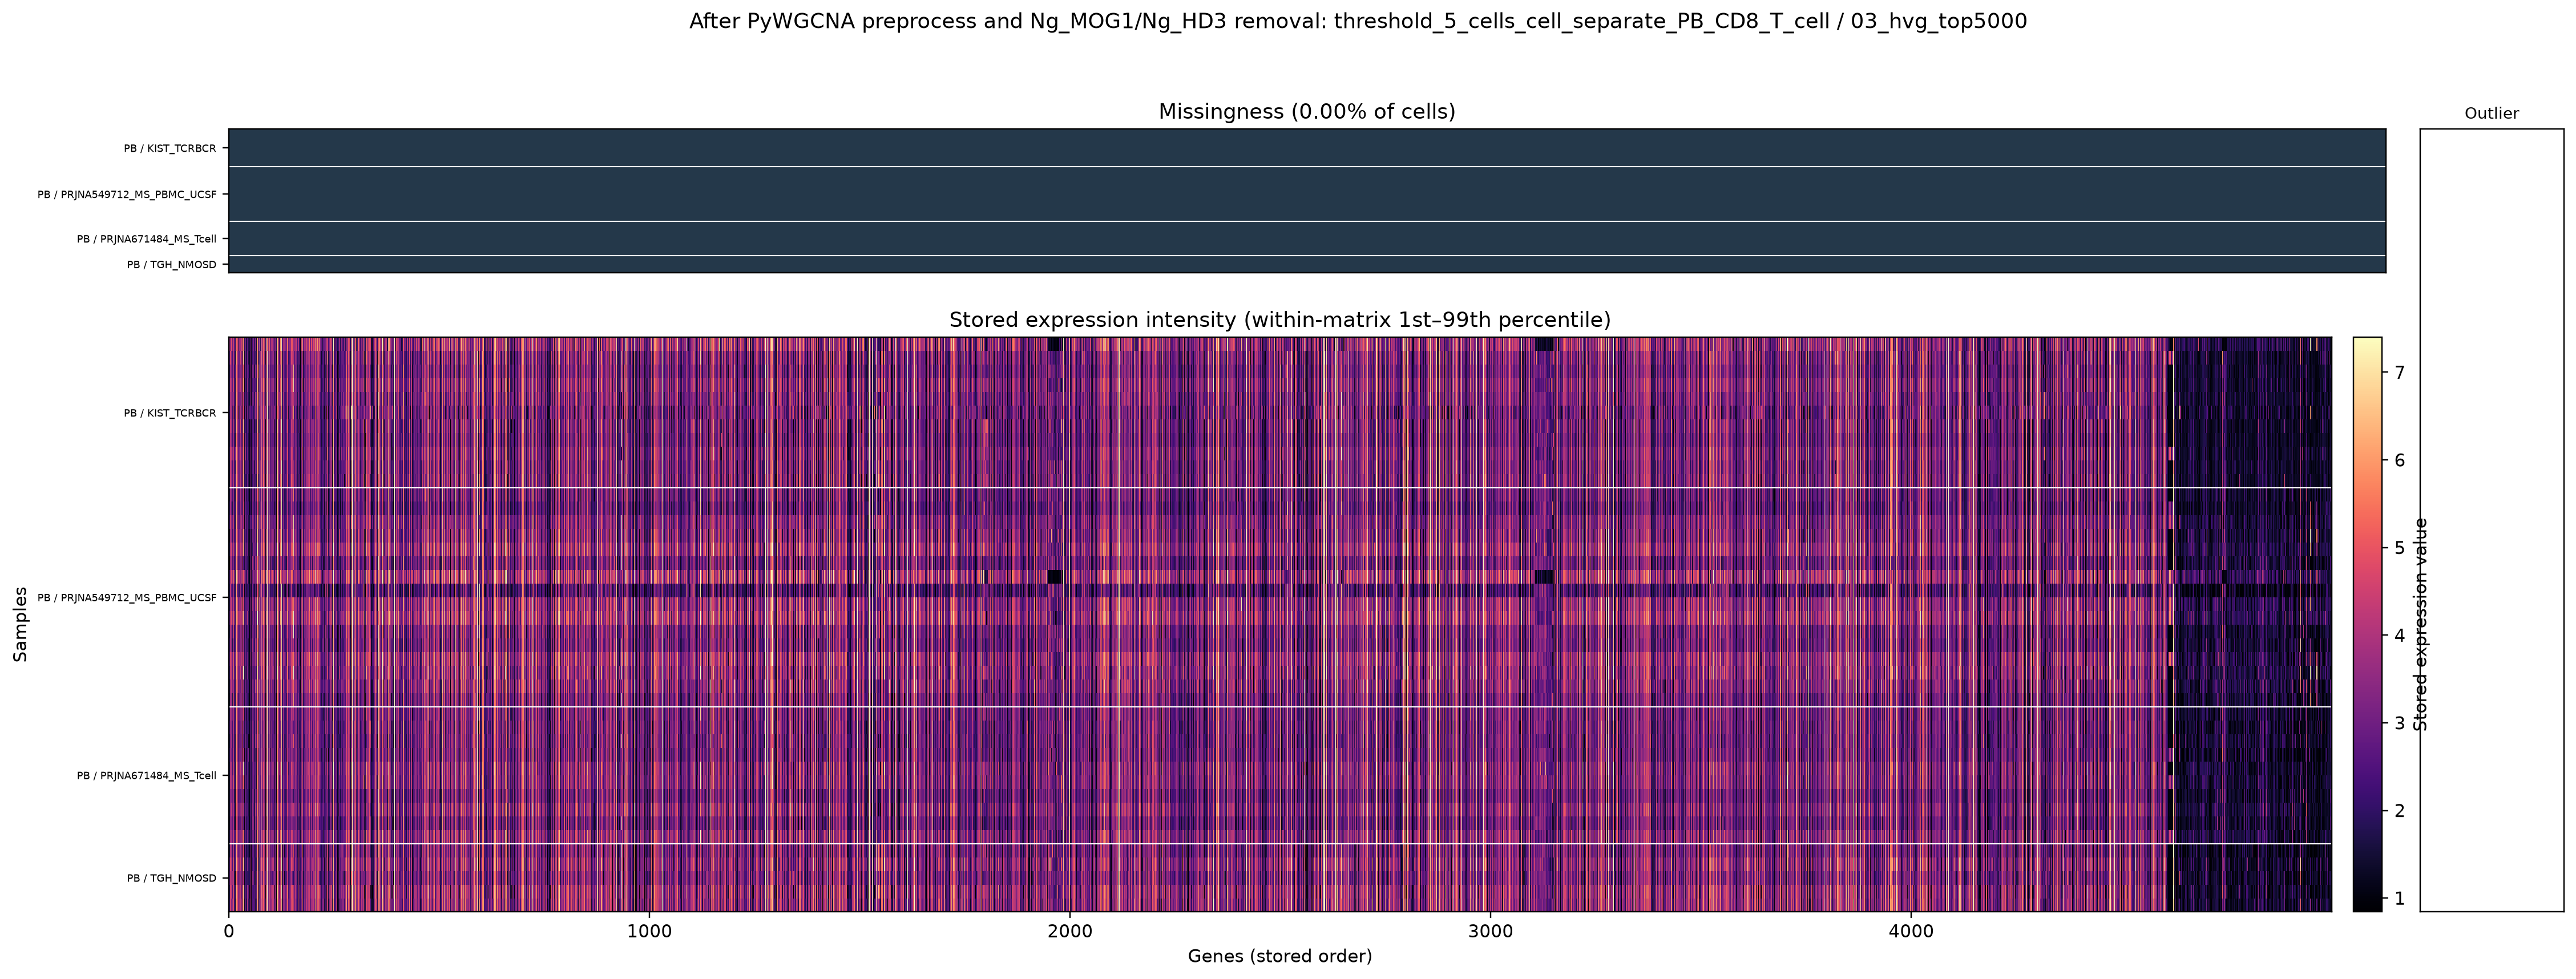 After PyWGCNA preprocess and Ng_MOG1/Ng_HD3 removal: threshold_5_cells_cell_separate_PB_CD8_T_cell / 03_hvg_top5000
Missingness (0.00% of cells)
Outlier
PB / KIST_TCRBCR
PB / PRJNA549712_MS_PBMC_UCSF
PB / PRJNA671484_MS_Tcell
PB / TGH_NMOSD
Stored expression intensity (within-matrix 1st–99th percentile)
Samples
PB / KIST_TCRBCR
PB / PRJNA549712_MS_PBMC_UCSF
PB / PRJNA671484_MS_Tcell
PB / TGH_NMOSD
0
1000
2000
3000
4000
Genes (stored order)
7
6
5
4
3
2
1
Stored expression value